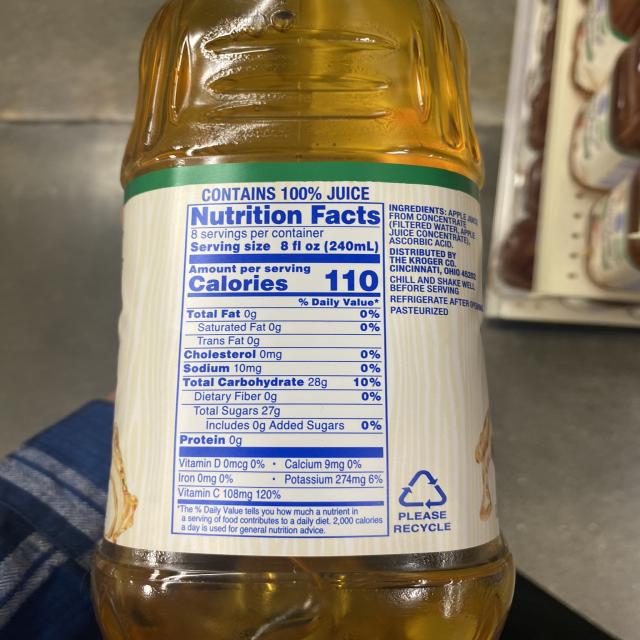 CONTAINS 100% JUICE
Nutrition Facts
8 servings per container
Serving size 8 fl oz (240mL)
Amount per serving
Calories 110
% Daily Value*
Total Fat 0g 0%
Saturated Fat 0g 0%
Trans Fat 0g
Cholesterol 0mg 0%
Sodium 10mg 0%
Total Carbohydrate 28g 10%
Dietary Fiber 0g 0%
Total Sugars 27g
Includes 0g Added Sugars 0%
Protein 0g
Vitamin D 0mcg 0% • Calcium 9mg 0%
Iron 0mg 0% • Potassium 274mg 6%
Vitamin C 108mg 120%
*The % Daily Value tells you how much a nutrient in
a serving of food contributes to a daily diet. 2,000 calories
a day is used for general nutrition advice.
INGREDIENTS: APPLE JUICE
FROM CONCENTRATE
(FILTERED WATER, APPLE
JUICE CONCENTRATE),
ASCORBIC ACID.
DISTRIBUTED BY
THE KROGER CO.
CINCINNATI, OHIO 45202
CHILL AND SHAKE WELL
BEFORE SERVING
REFRIGERATE AFTER OPENING
PASTEURIZED
PLEASE
RECYCLE